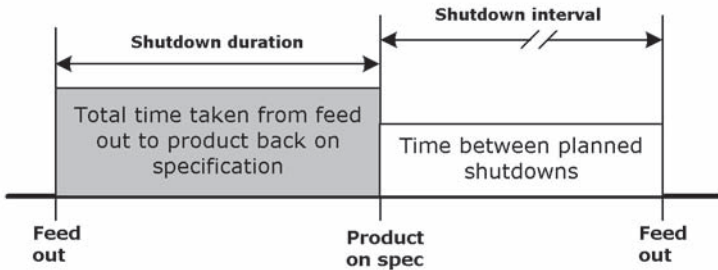 Shutdown interval
Shutdown duration
Total time taken from feed
out to product back on
specification
Time between planned
shutdowns
Feed
out
Product
on spec
Feed
out